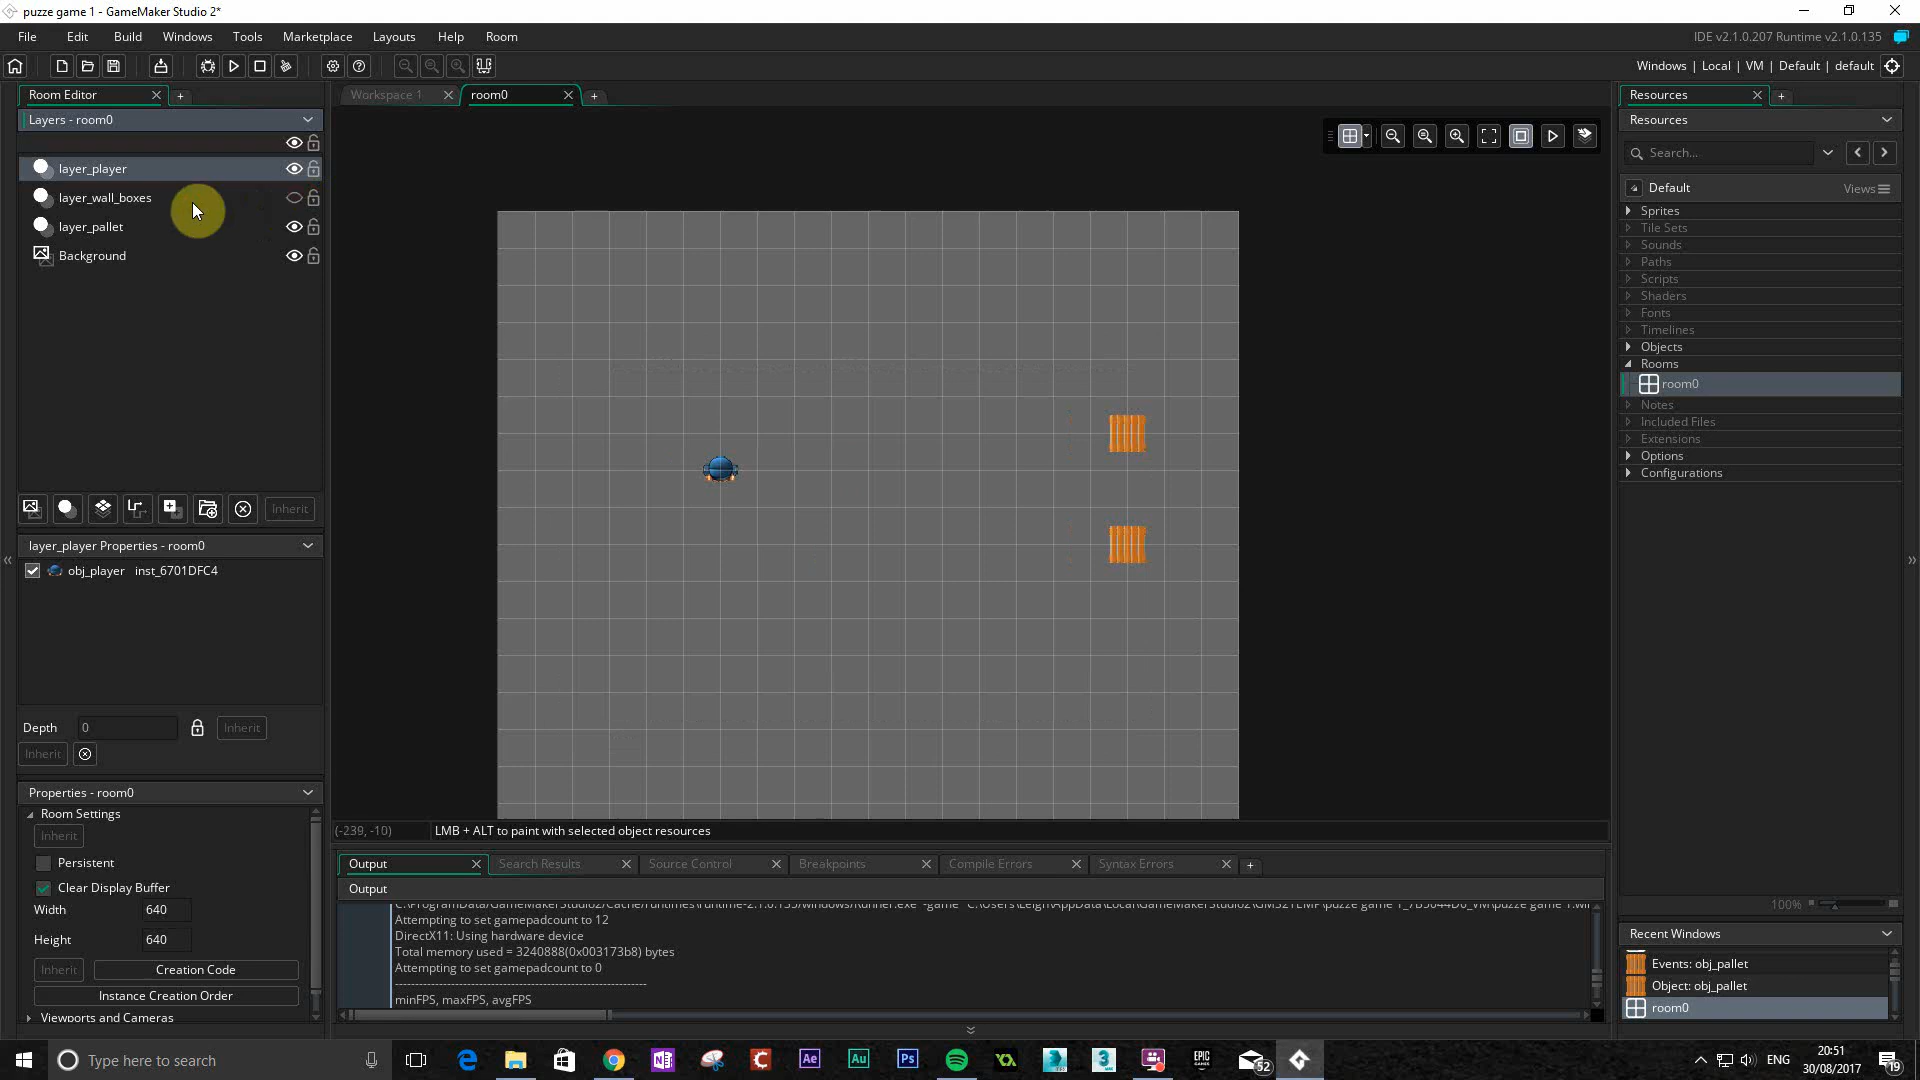 puzze game 1 - GameMaker Studio 2*
File Edit Build Windows Tools Marketplace Layouts Help Room
IDE v2.1.0.207 Runtime v2.1.0.135
Windows | Local | VM | Default | default
Room Editor
Workspace 1
room0
Resources
Layers - room0
Resources
Search...
layer_player
layer_wall_boxes
layer_pallet
Background
Default
Views
Sprites
Tile Sets
Sounds
Paths
Scripts
Shaders
Fonts
Timelines
Objects
Rooms
room0
Notes
Included Files
Extensions
Options
Configurations
Inherit
layer_player Properties - room0
obj_player inst_6701DFC4
Depth 0 Inherit
Inherit
Properties - room0
Room Settings
Inherit
Persistent
Clear Display Buffer
Width 640
Height 640
Inherit Creation Code
Instance Creation Order
Viewports and Cameras
(-239, -10) LMB + ALT to paint with selected object resources
Output Search Results Source Control Breakpoints Compile Errors Syntax Errors
Output
Attempting to set gamepadcount to 12
DirectX11: Using hardware device
Total memory used = 3240888(0x003173b8) bytes
Attempting to set gamepadcount to 0
minFPS, maxFPS, avgFPS
100%
Recent Windows
Events: obj_pallet
Object: obj_pallet
room0
Type here to search
Ae Au Ps
EPIC GAMES
52
ENG
20:51
30/08/2017
19